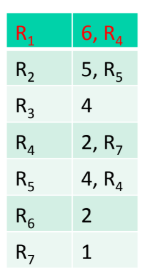 R₁ 6, R₄
R₂ 5, R₅
R₃ 4
R₄ 2, R₇
R₅ 4, R₄
R₆ 2
R₇ 1